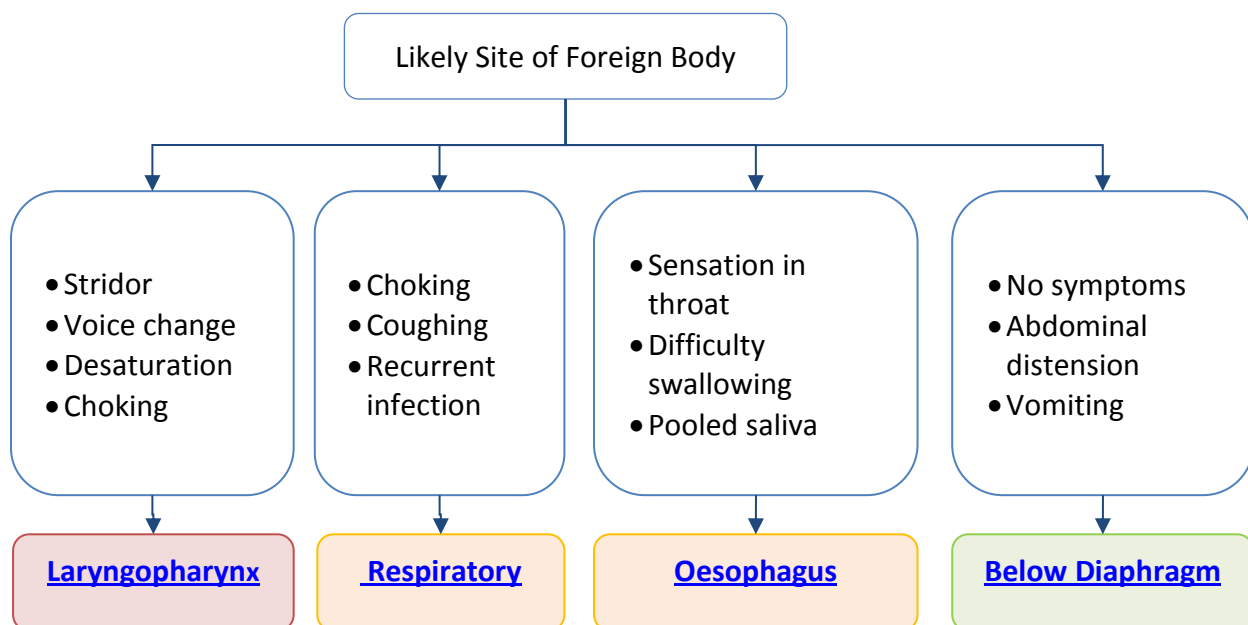 Likely Site of Foreign Body
• Stridor
• Voice change
• Desaturation
• Choking
Laryngopharynx
• Choking
• Coughing
• Recurrent
infection
Respiratory
• Sensation in
throat
• Difficulty
swallowing
• Pooled saliva
Oesophagus
• No symptoms
• Abdominal
distension
• Vomiting
Below Diaphragm